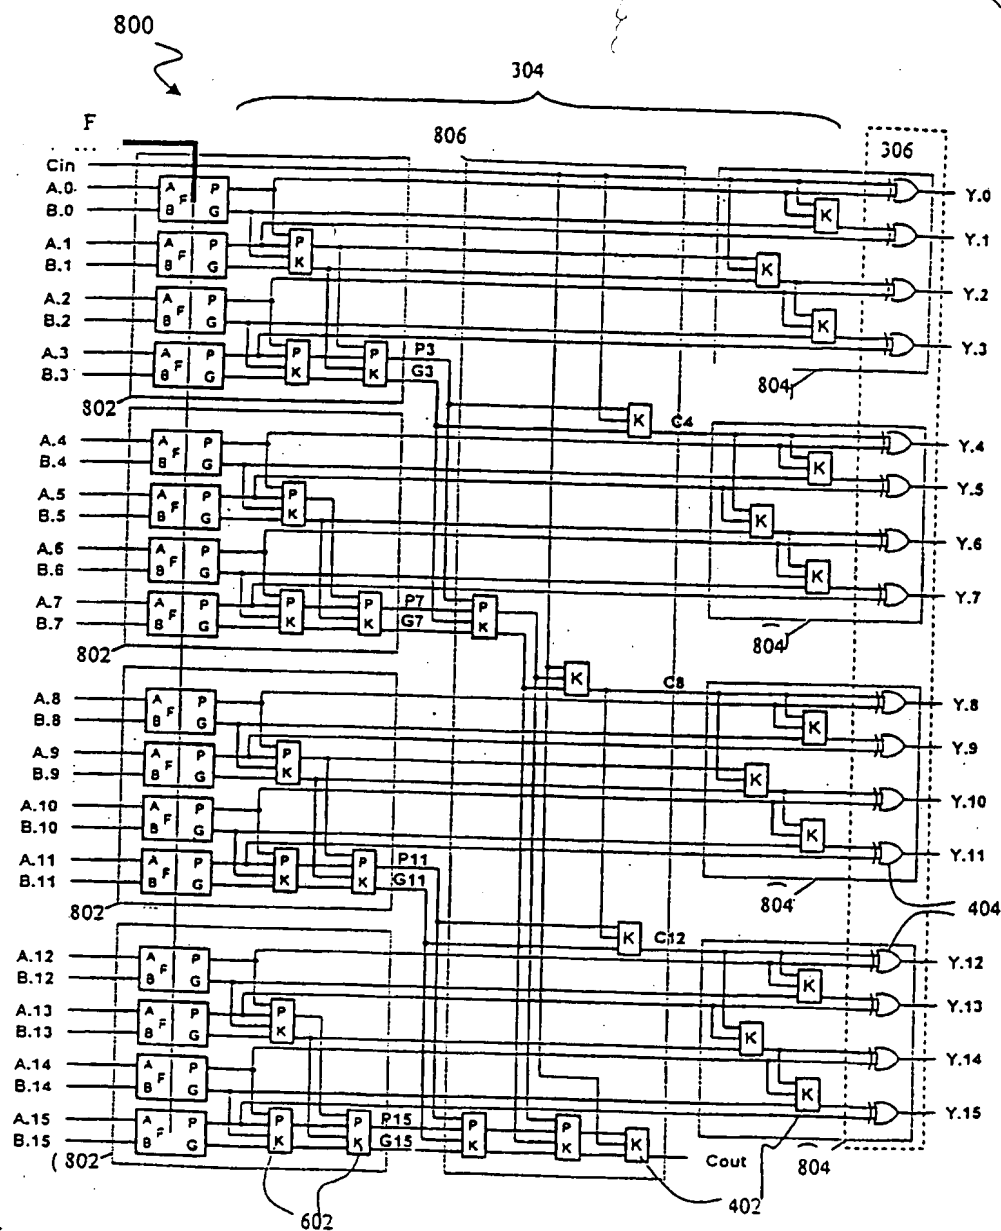 800
304
F
806
306
Cin
A.0 A F P Y.0
B.0 B G K
A.1 A F P P Y.1
B.1 B G K K
A.2 A F P Y.2
B.2 B G K
A.3 A F P P P P3 Y.3
B.3 B G K K G3
802 804
K C4
A.4 A F P Y.4
B.4 B G K
A.5 A F P P Y.5
B.5 B G K K
A.6 A F P Y.6
B.6 B G K
A.7 A F P P P P7 P Y.7
B.7 B G K K G7 K
802 804
K C8
A.8 A F P Y.8
B.8 B G K
A.9 A F P P Y.9
B.9 B G K K
A.10 A F P Y.10
B.10 B G K
A.11 A F P P P P11 Y.11
B.11 B G K K G11
802 804 404
K C12
A.12 A F P Y.12
B.12 B G K
A.13 A F P P Y.13
B.13 B G K K
A.14 A F P Y.14
B.14 B G K
A.15 A F P P P P15 P P Y.15
B.15 B G K K G15 K K K
802 Cout 804
602 402